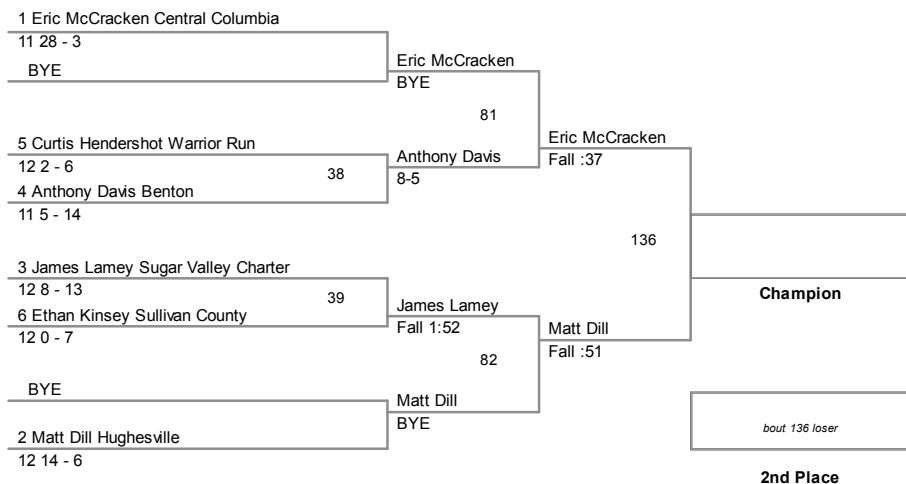 1 Eric McCracken Central Columbia
11 28 - 3
BYE
Eric McCracken
BYE
81
5 Curtis Hendershot Warrior Run
12 2 - 6
38
4 Anthony Davis Benton
11 5 - 14
Anthony Davis
8-5
Eric McCracken
Fall :37
136
3 James Lamey Sugar Valley Charter
12 8 - 13
39
6 Ethan Kinsey Sullivan County
12 0 - 7
James Lamey
Fall 1:52
82
Matt Dill
Fall :51
BYE
Matt Dill
BYE
2 Matt Dill Hughesville
12 14 - 6
Champion
bout 136 loser
2nd Place